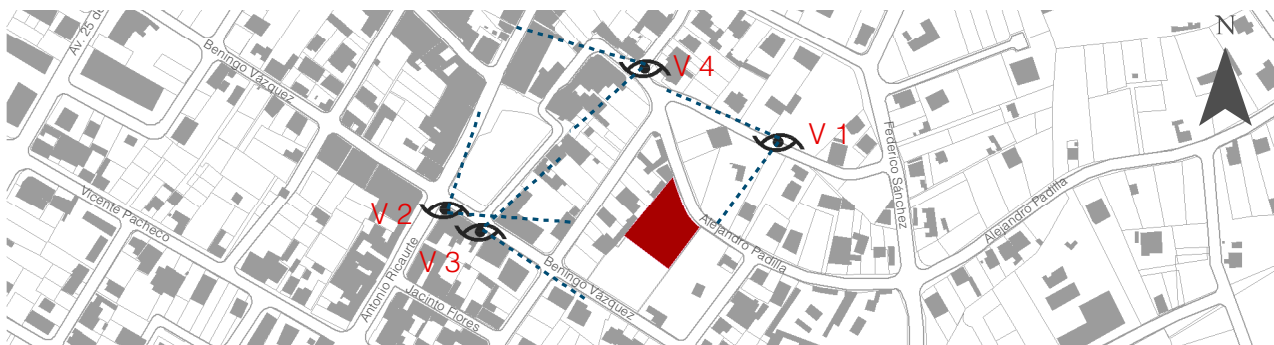 Av. 25 de
Beningo Vázquez
V 4
N
V 1
Federico Sánchez
Vicente Pacheco
V 2
V 3
Antonio Ricaurte
Jacinto Flores
Beningo Vázquez
Alejandro Padilla
Alejandro Padilla